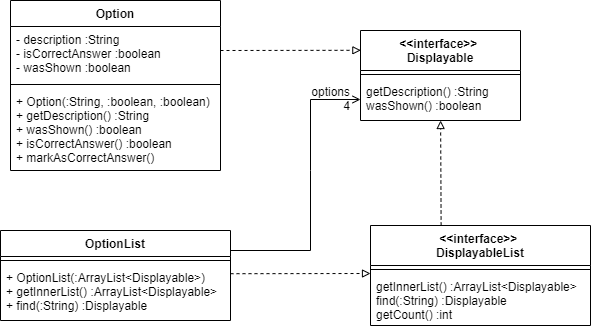 Option
- description :String
- isCorrectAnswer :boolean
- wasShown :boolean
+ Option(:String, :boolean, :boolean)
+ getDescription() :String
+ wasShown() :boolean
+ isCorrectAnswer() :boolean
+ markAsCorrectAnswer()
<<interface>>
Displayable
getDescription() :String
wasShown() :boolean
options
4
OptionList
+ OptionList(:ArrayList<Displayable>)
+ getInnerList() :ArrayList<Displayable>
+ find(:String) :Displayable
<<interface>>
DisplayableList
getInnerList() :ArrayList<Displayable>
find(:String) :Displayable
getCount() :int